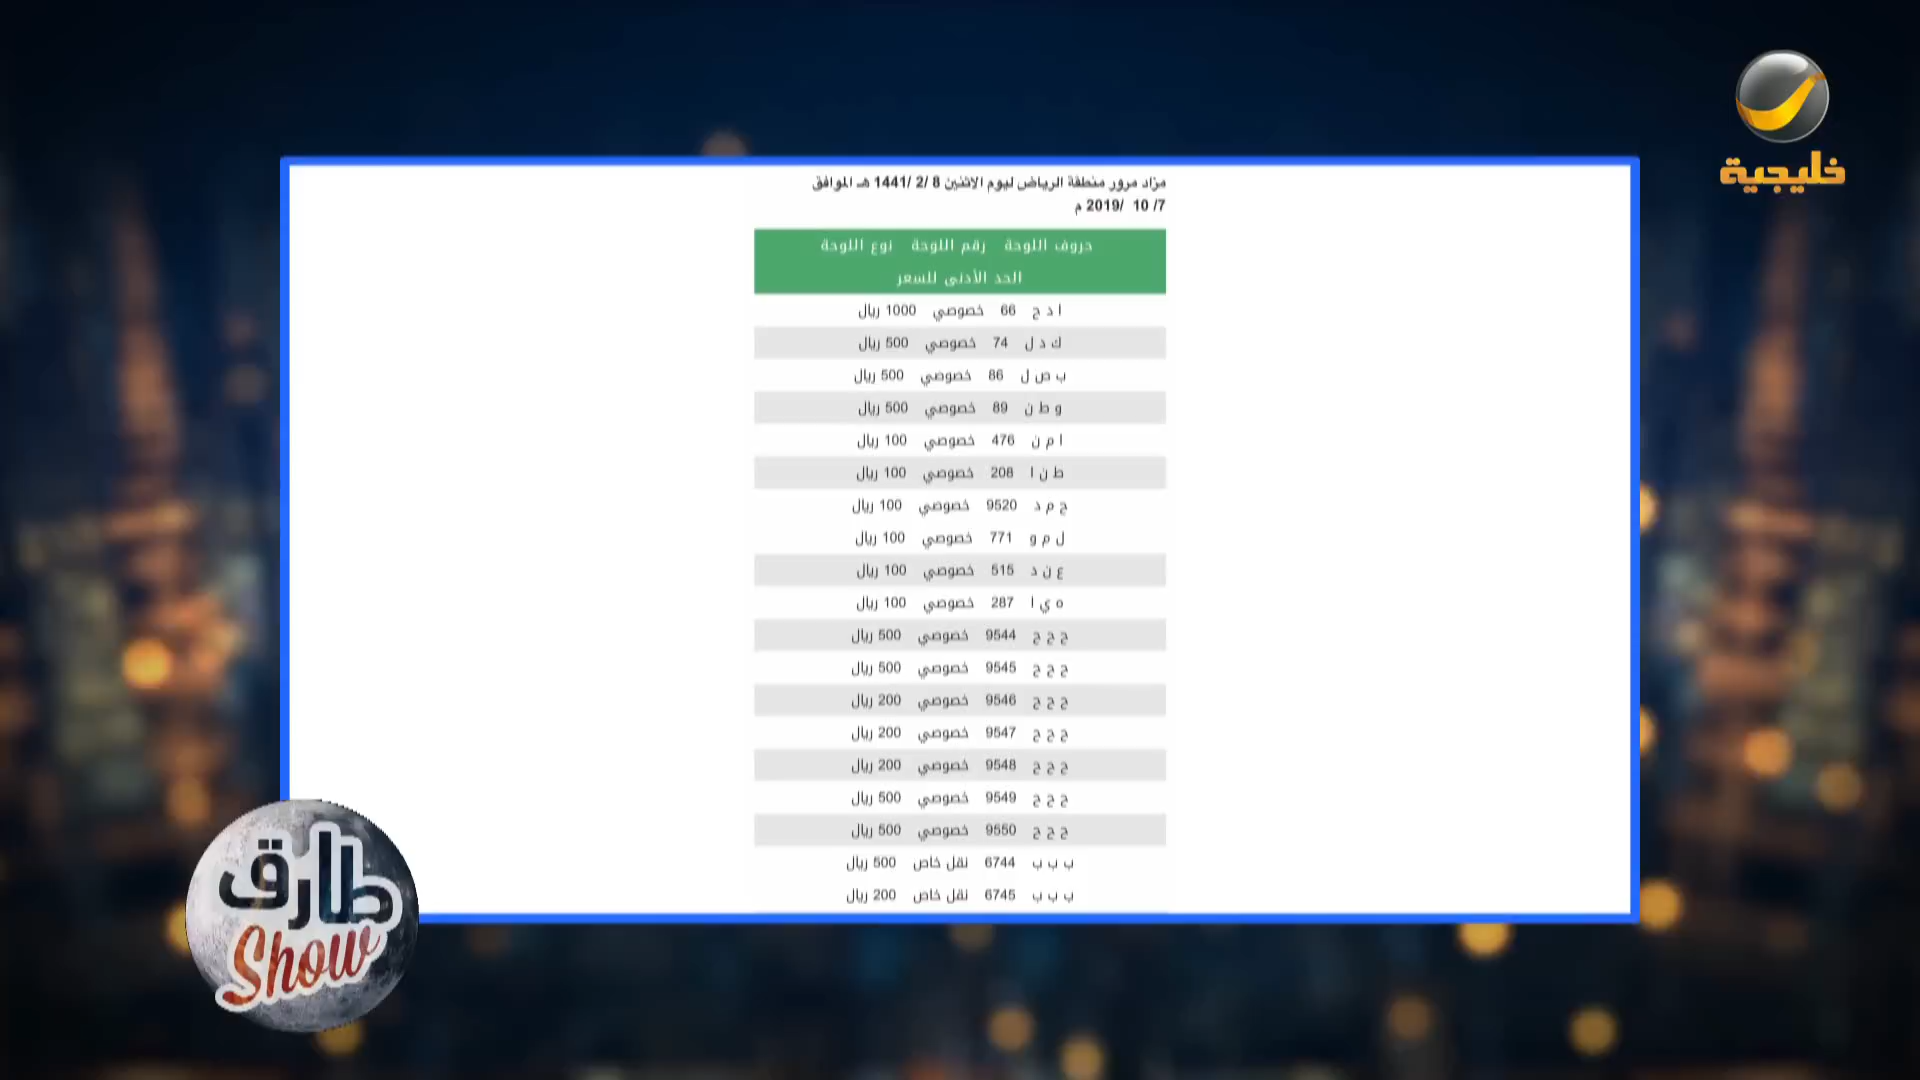 خليجية
مزاد مرور منطقة الرياض ليوم الاثنين 8 /2 /1441 هـ الموافق
7/ 10 /2019 م
حروف اللوحة رقم اللوحة نوع اللوحة
الحد الأدنى للسعر
ا د ح 66 خصوصي 1000 ريال
ك د ل 74 خصوصي 500 ريال
ب ص ل 86 خصوصي 500 ريال
و ط ن 89 خصوصي 500 ريال
ا م ن 476 خصوصي 100 ريال
ط ن ا 208 خصوصي 100 ريال
ح م د 9520 خصوصي 100 ريال
ل م و 771 خصوصي 100 ريال
ع ن د 515 خصوصي 100 ريال
ه ي ا 287 خصوصي 100 ريال
ح ح ح 9544 خصوصي 500 ريال
ح ح ح 9545 خصوصي 500 ريال
ح ح ح 9546 خصوصي 200 ريال
ح ح ح 9547 خصوصي 200 ريال
ح ح ح 9548 خصوصي 200 ريال
ح ح ح 9549 خصوصي 500 ريال
ح ح ح 9550 خصوصي 500 ريال
ب ب ب 6744 نقل خاص 500 ريال
ب ب ب 6745 نقل خاص 200 ريال
طارق
Show